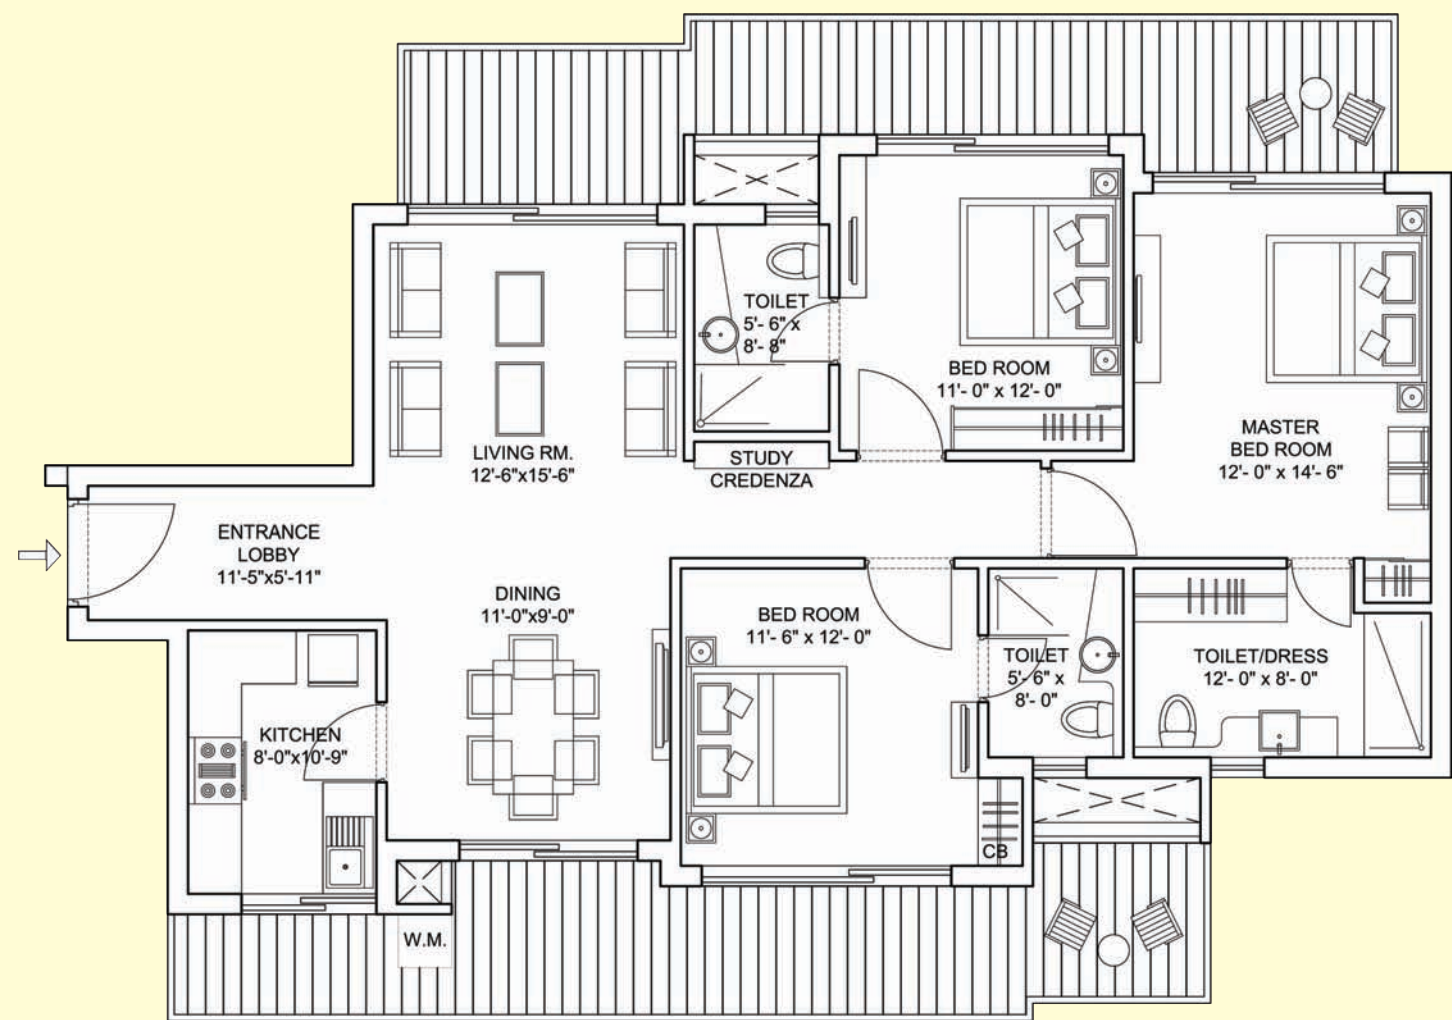 TOILET
5'- 6" x
8'- 8"
BED ROOM
11'- 0" x 12'- 0"
LIVING RM.
12'-6"x15'-6"
STUDY
CREDENZA
MASTER
BED ROOM
12'- 0" x 14'- 6"
ENTRANCE
LOBBY
11'-5"x5'-11"
DINING
11'-0"x9'-0"
BED ROOM
11'- 6" x 12'- 0"
TOILET
5'- 6" x
8'- 0"
TOILET/DRESS
12'- 0" x 8'- 0"
KITCHEN
8'-0"x10'-9"
CB
W.M.